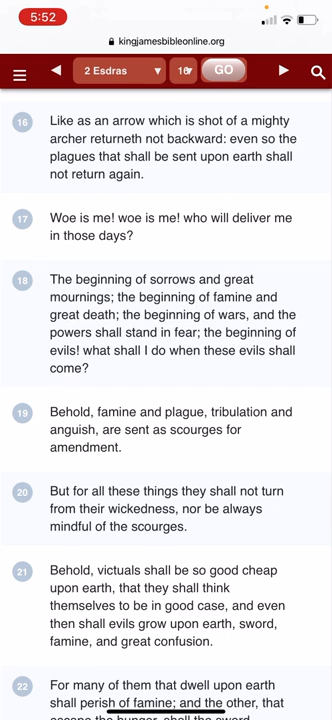 5:52
kingjamesbibleonline.org
2 Esdras
16
GO
16 Like as an arrow which is shot of a mighty
archer returneth not backward: even so the
plagues that shall be sent upon earth shall
not return again.
17 Woe is me! woe is me! who will deliver me
in those days?
18 The beginning of sorrows and great
mournings; the beginning of famine and
great death; the beginning of wars, and the
powers shall stand in fear; the beginning of
evils! what shall I do when these evils shall
come?
19 Behold, famine and plague, tribulation and
anguish, are sent as scourges for
amendment.
20 But for all these things they shall not turn
from their wickedness, nor be always
mindful of the scourges.
21 Behold, victuals shall be so good cheap
upon earth, that they shall think
themselves to be in good case, and even
then shall evils grow upon earth, sword,
famine, and great confusion.
22 For many of them that dwell upon earth
shall perish of famine; and the other, that
escape the hunger, shall the sword